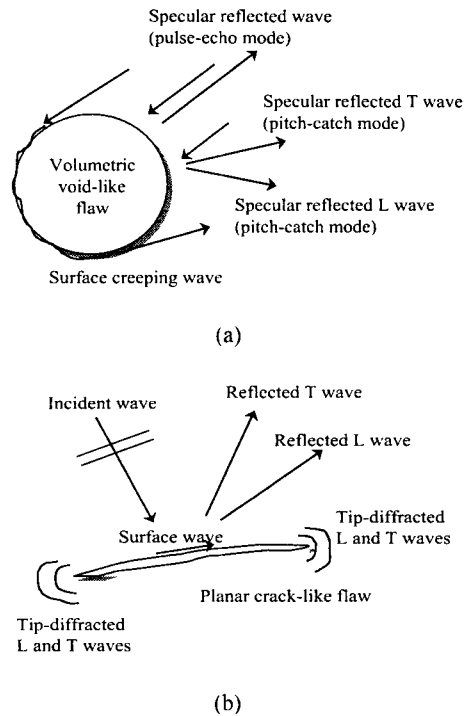 Specular reflected wave
(pulse-echo mode)
Specular reflected T wave
(pitch-catch mode)
Volumetric
void-like
flaw
Specular reflected L wave
(pitch-catch mode)
Surface creeping wave
(a)
Incident wave
Reflected T wave
Reflected L wave
Surface wave
Tip-diffracted
L and T waves
Planar crack-like flaw
Tip-diffracted
L and T waves
(b)